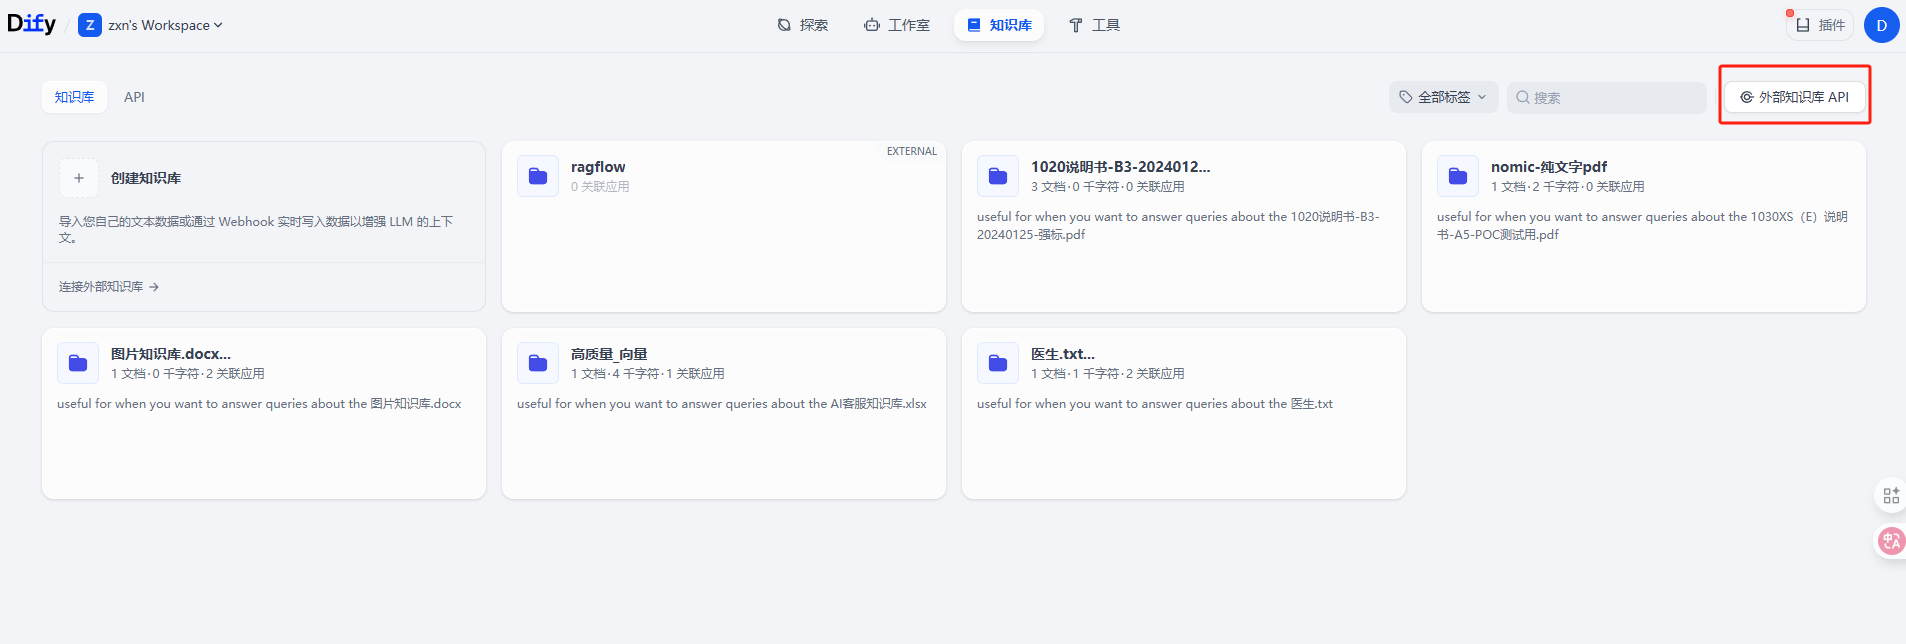 Dify / Z zxn's Workspace
探索
工作室
知识库
工具
插件
D
知识库
API
全部标签
搜索
外部知识库 API
创建知识库
导入您自己的文本数据或通过 Webhook 实时写入数据以增强 LLM 的上下
文。
连接外部知识库 →
EXTERNAL
ragflow
0 关联应用
1020说明书-B3-2024012...
3 文档·0 千字符·0 关联应用
useful for when you want to answer queries about the 1020说明书-B3-
20240125-强标.pdf
nomic-纯文字pdf
1 文档·2 千字符·0 关联应用
useful for when you want to answer queries about the 1030XS（E）说明
书-A5-POC测试用.pdf
图片知识库.docx...
1 文档·0 千字符·2 关联应用
useful for when you want to answer queries about the 图片知识库.docx
高质量_向量
1 文档·4 千字符·1 关联应用
useful for when you want to answer queries about the AI客服知识库.xlsx
医生.txt...
1 文档·1 千字符·2 关联应用
useful for when you want to answer queries about the 医生.txt
中A